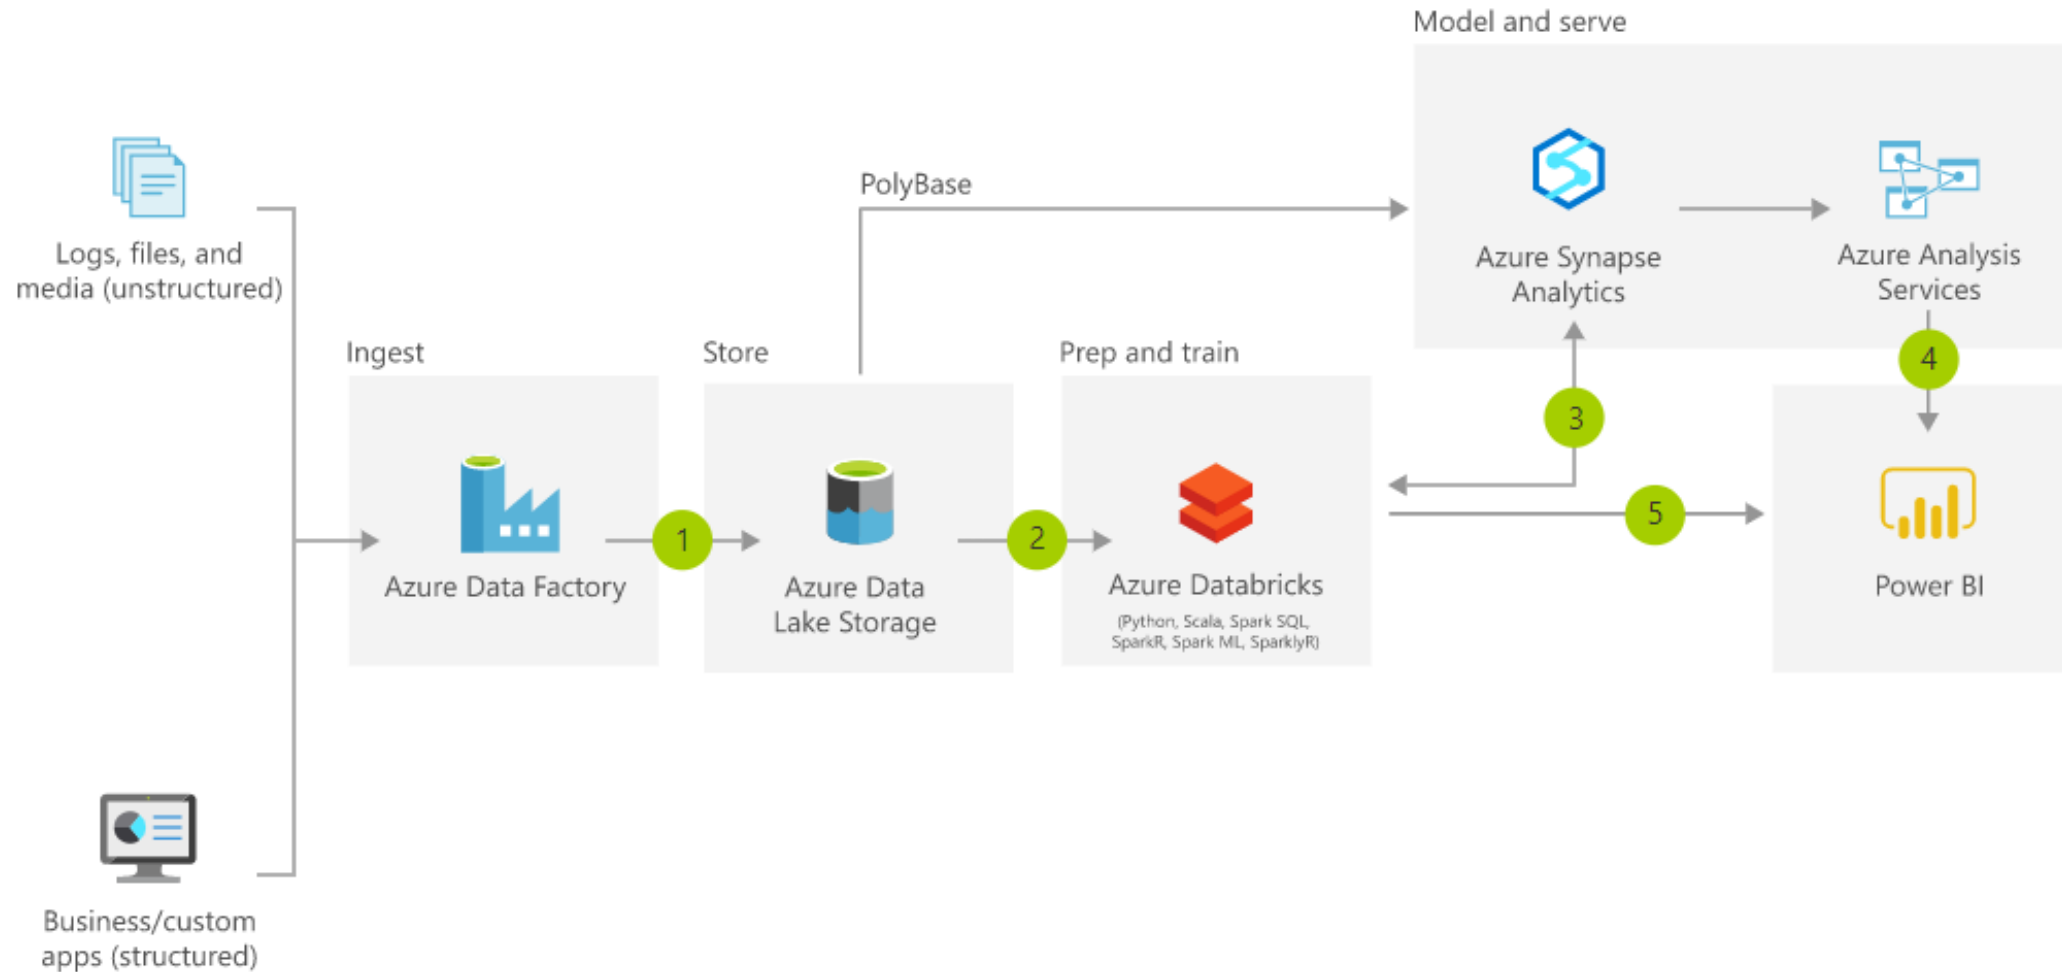 Model and serve
Logs, files, and
media (unstructured)
PolyBase
Azure Synapse
Analytics
Azure Analysis
Services
Ingest
Store
Prep and train
4
3
5
1
2
Azure Data Factory
Azure Data
Lake Storage
Azure Databricks
(Python, Scala, Spark SQL,
SparkR, Spark ML, SparklyR)
Power BI
Business/custom
apps (structured)